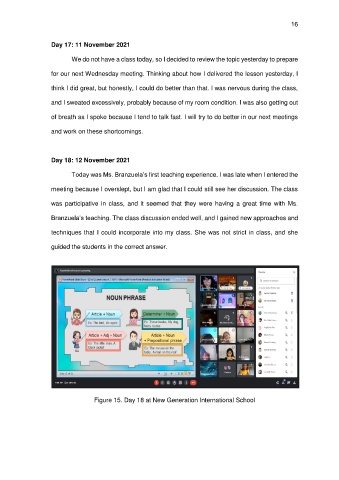 16
Day 17: 11 November 2021
We do not have a class today, so I decided to review the topic yesterday to prepare
for our next Wednesday meeting. Thinking about how I delivered the lesson yesterday, I
think I did great, but honestly, I could do better than that. I was nervous during the class,
and I sweated excessively, probably because of my room condition. I was also getting out
of breath as I spoke because I tend to talk fast. I will try to do better in our next meetings
and work on these shortcomings.
Day 18: 12 November 2021
Today was Ms. Branzuela's first teaching experience. I was late when I entered the
meeting because I overslept, but I am glad that I could still see her discussion. The class
was participative in class, and it seemed that they were having a great time with Ms.
Branzuela's teaching. The class discussion ended well, and I gained new approaches and
techniques that I could incorporate into my class. She was not strict in class, and she
guided the students in the correct answer.
NOUN PHRASE
Article + Noun
Determiner + Noun
Article + Adj + Noun
Article + Noun
+ Prepositional phrase
Figure 15. Day 18 at New Generation International School